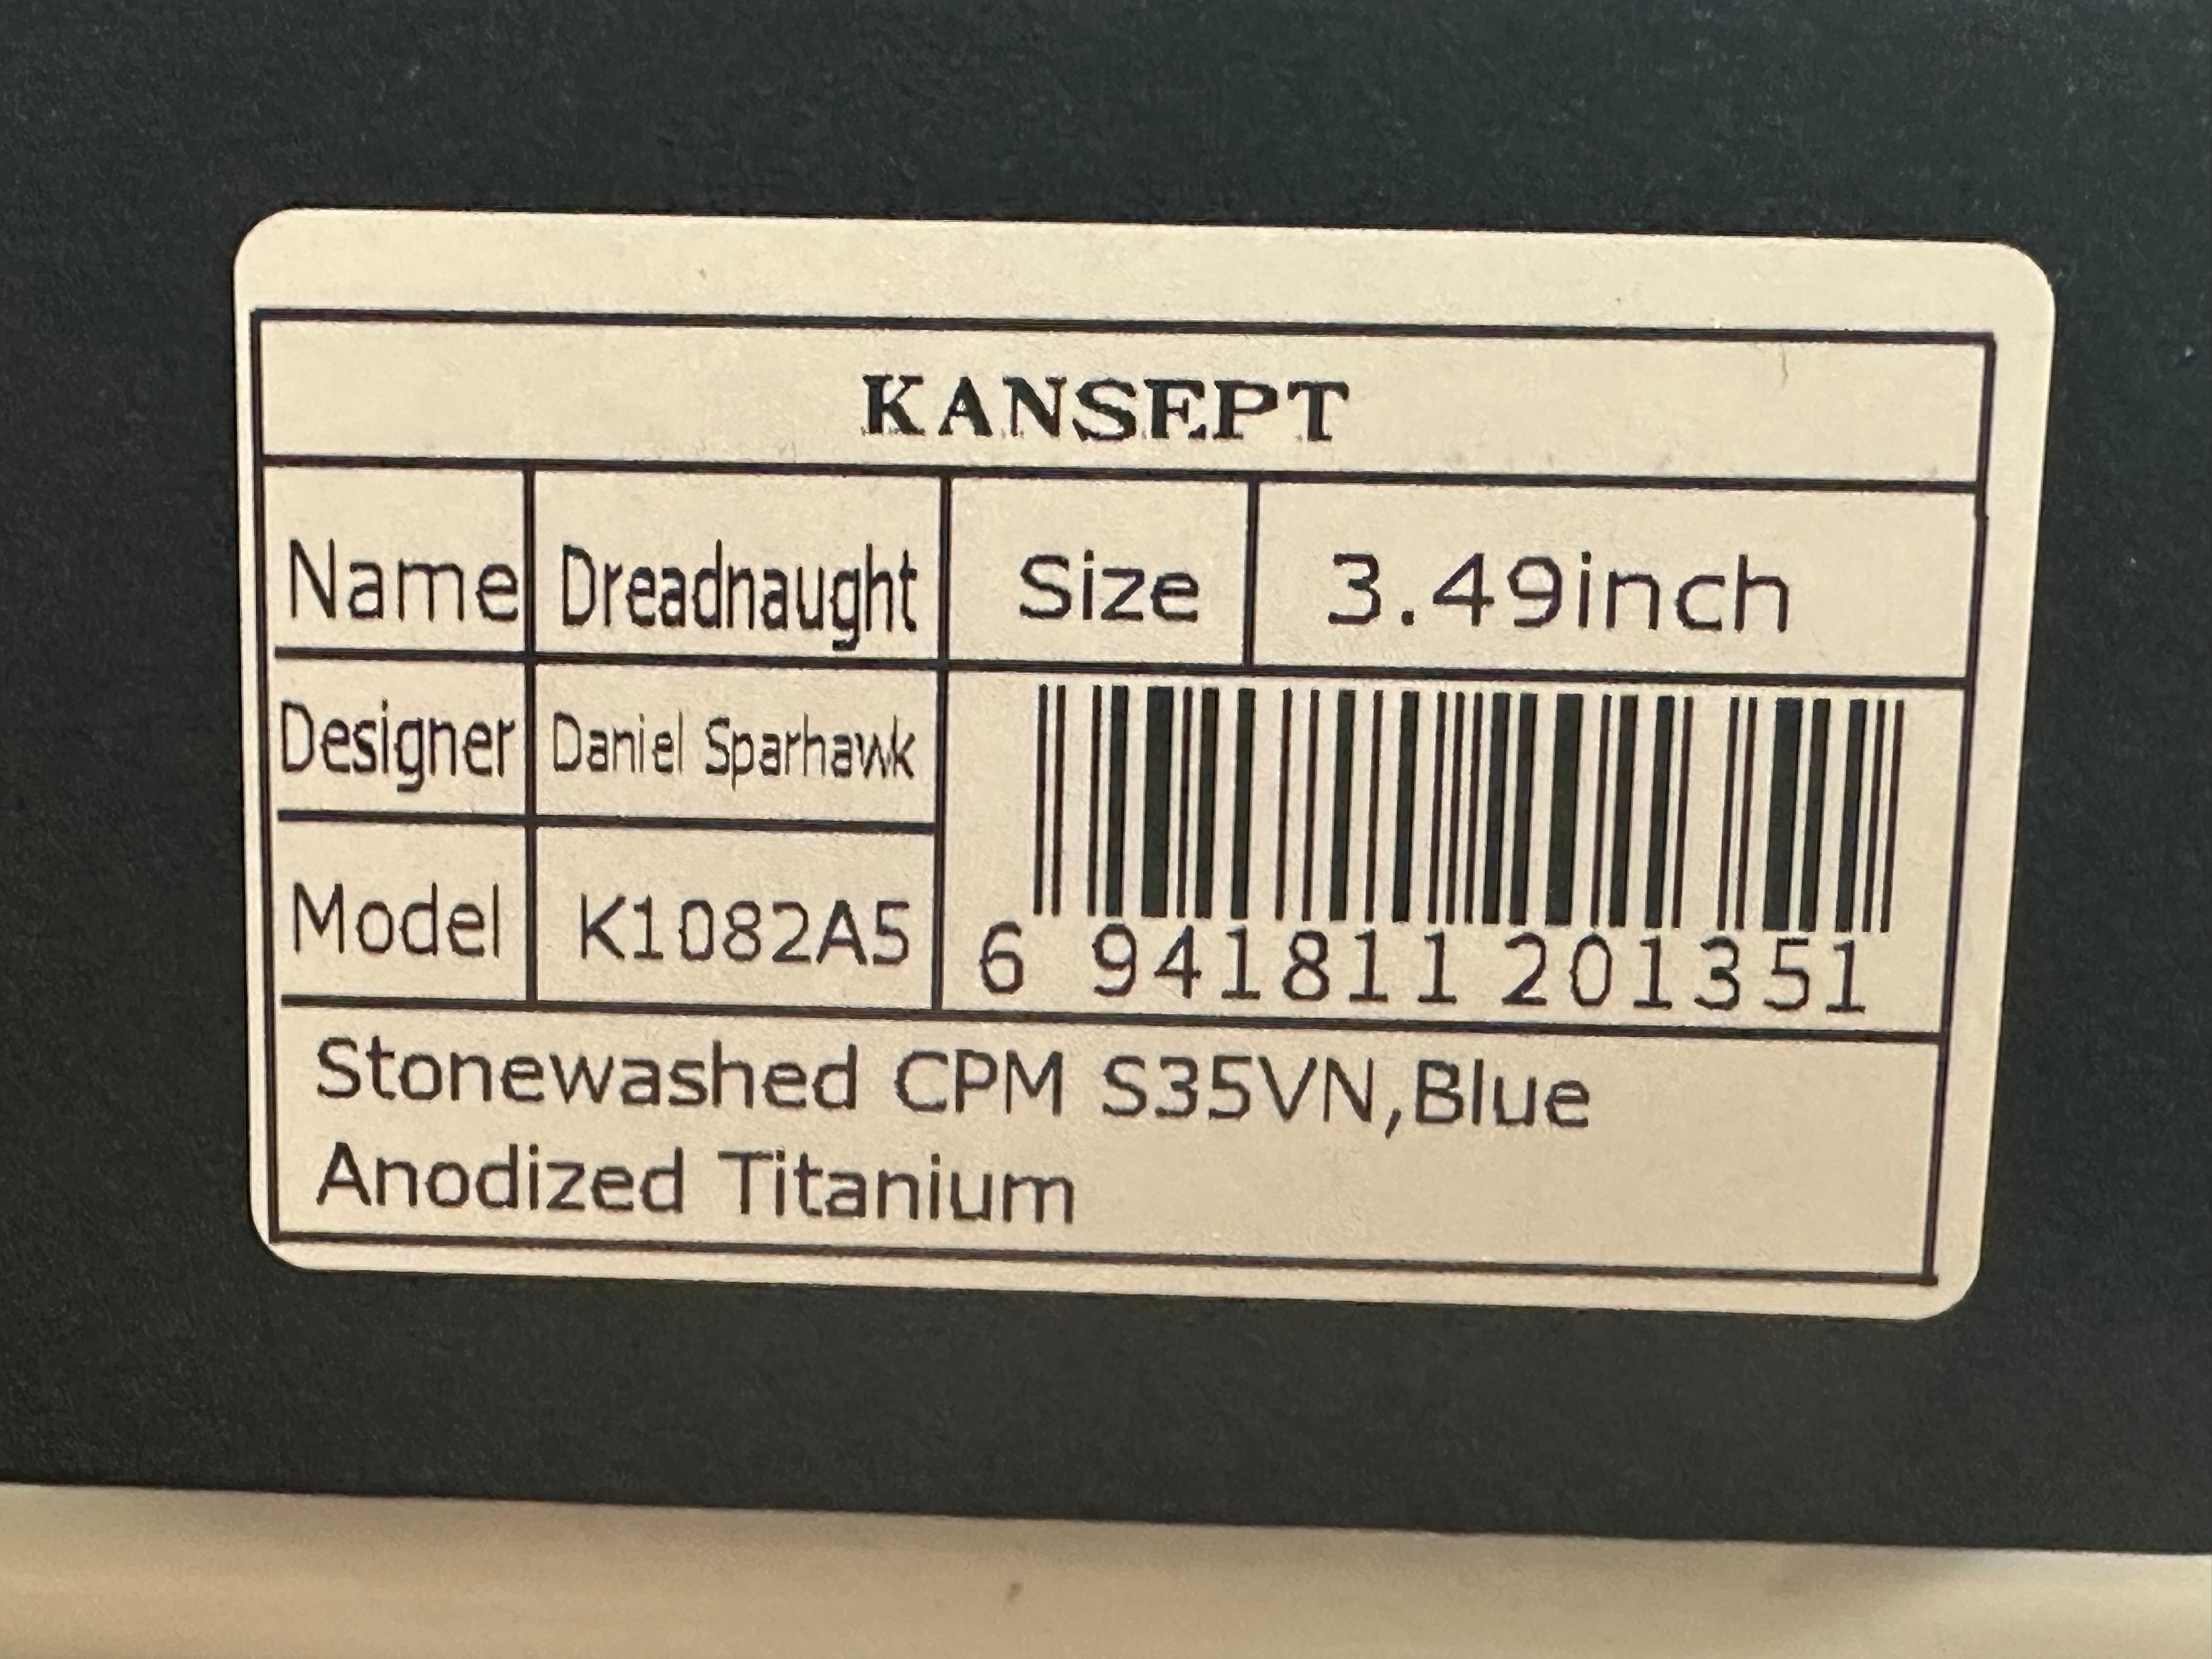 KANSEPT
Name Dreadnaught Size 3.49inch
Designer Daniel Sparhawk
Model K1082A5
6 941811 201351
Stonewashed CPM S35VN,Blue
Anodized Titanium